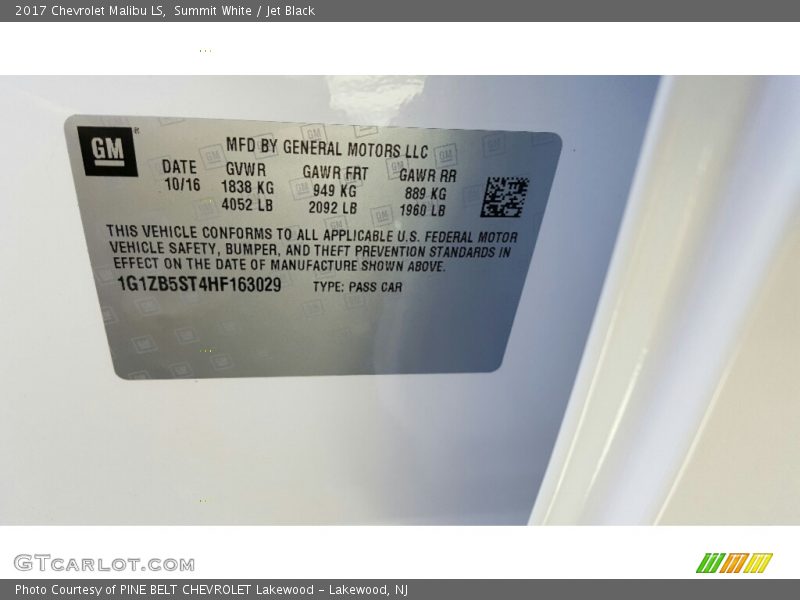 2017 Chevrolet Malibu LS, Summit White / Jet Black
GM
MFD BY GENERAL MOTORS LLC
DATE GVWR GAWR FRT GAWR RR
10/16 1838 KG 949 KG 889 KG
4052 LB 2092 LB 1960 LB
THIS VEHICLE CONFORMS TO ALL APPLICABLE U.S. FEDERAL MOTOR
VEHICLE SAFETY, BUMPER, AND THEFT PREVENTION STANDARDS IN
EFFECT ON THE DATE OF MANUFACTURE SHOWN ABOVE.
1G1ZB5ST4HF163029 TYPE: PASS CAR
GTCARLOT.COM
Photo Courtesy of PINE BELT CHEVROLET Lakewood - Lakewood, NJ